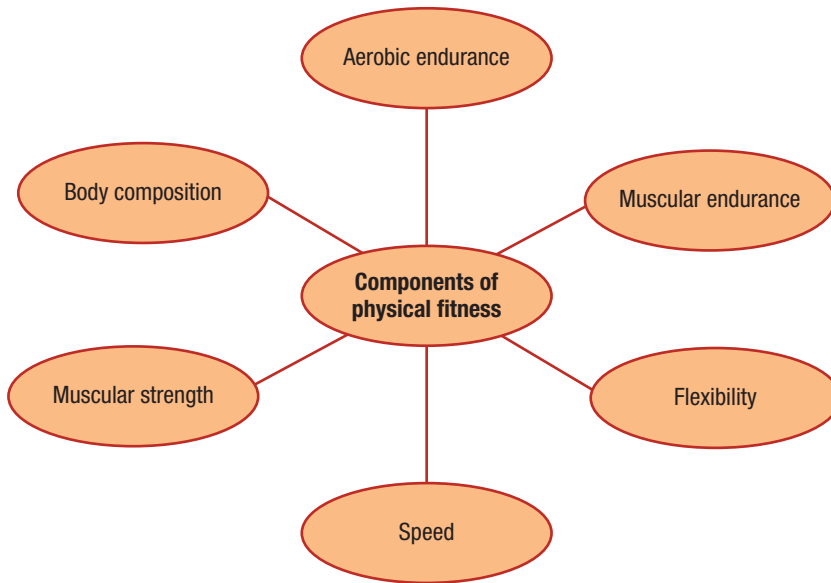 Aerobic endurance
Body composition
Muscular endurance
Components of
physical fitness
Muscular strength
Flexibility
Speed